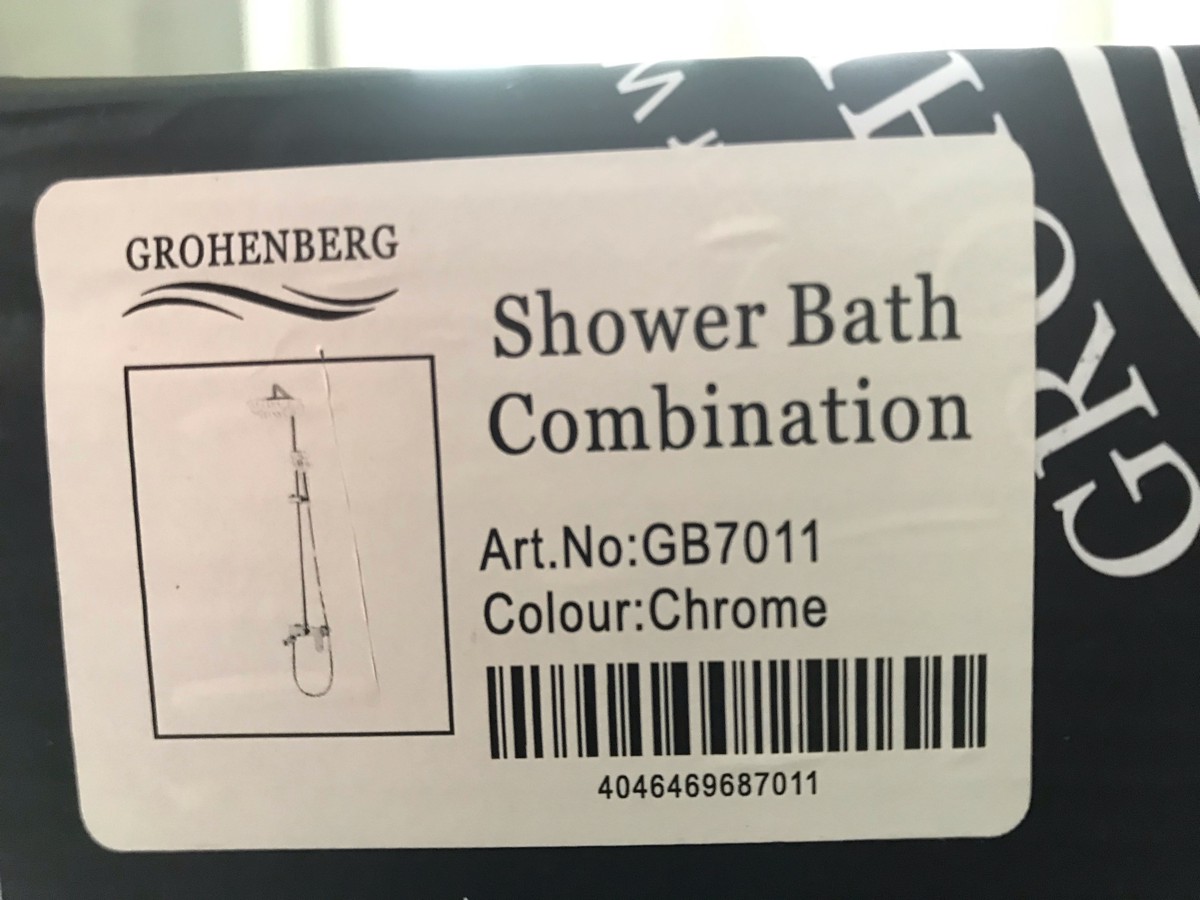 GROHENBERG
Shower Bath
Combination
Art.No:GB7011
Colour:Chrome
4046469687011